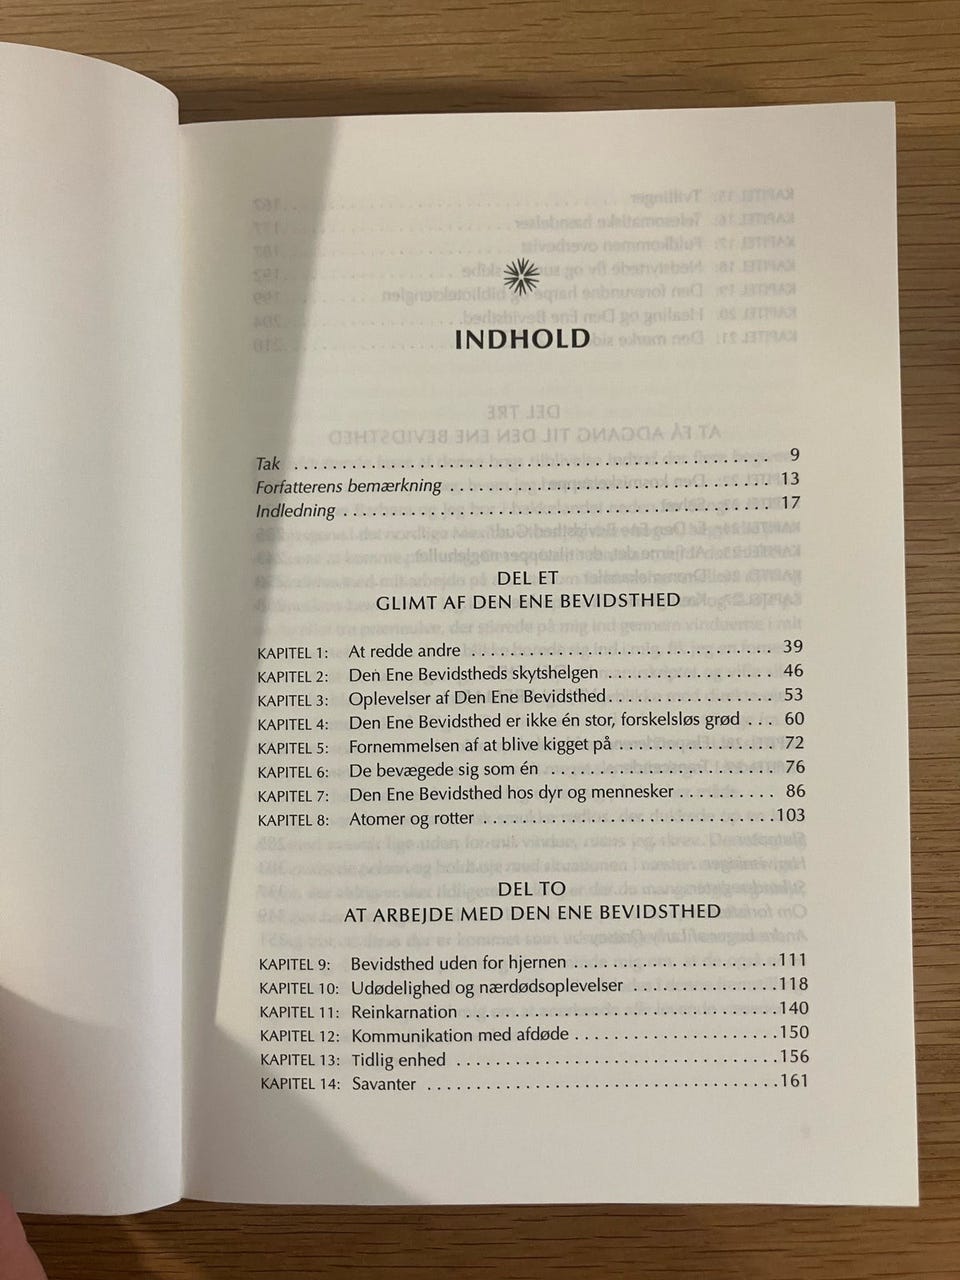 INDHOLD
Tak . . . . . . . . . . . . . . . . . . . . . . . . . . . . . . . . . . . . . . . . . . . . . . . . 9
Forfatterens bemærkning . . . . . . . . . . . . . . . . . . . . . . . . . . . . . . . . 13
Indledning . . . . . . . . . . . . . . . . . . . . . . . . . . . . . . . . . . . . . . . . . . 17
DEL ET
GLIMT AF DEN ENE BEVIDSTHED
KAPITEL 1: At redde andre . . . . . . . . . . . . . . . . . . . . . . . . . . . . . . 39
KAPITEL 2: Den Ene Bevidstheds skytshelgen . . . . . . . . . . . . . . . . . 46
KAPITEL 3: Oplevelser af Den Ene Bevidsthed . . . . . . . . . . . . . . . . . 53
KAPITEL 4: Den Ene Bevidsthed er ikke én stor, forskelsløs grød . . . 60
KAPITEL 5: Fornemmelsen af at blive kigget på . . . . . . . . . . . . . . . . 72
KAPITEL 6: De bevægede sig som én . . . . . . . . . . . . . . . . . . . . . . . 76
KAPITEL 7: Den Ene Bevidsthed hos dyr og mennesker . . . . . . . . . . 86
KAPITEL 8: Atomer og rotter . . . . . . . . . . . . . . . . . . . . . . . . . . . . . 103
DEL TO
AT ARBEJDE MED DEN ENE BEVIDSTHED
KAPITEL 9: Bevidsthed uden for hjernen . . . . . . . . . . . . . . . . . . . . 111
KAPITEL 10: Udødelighed og nærdødsoplevelser . . . . . . . . . . . . . . . 118
KAPITEL 11: Reinkarnation . . . . . . . . . . . . . . . . . . . . . . . . . . . . . . . 140
KAPITEL 12: Kommunikation med afdøde . . . . . . . . . . . . . . . . . . . . 150
KAPITEL 13: Tidlig enhed . . . . . . . . . . . . . . . . . . . . . . . . . . . . . . . . 156
KAPITEL 14: Savanter . . . . . . . . . . . . . . . . . . . . . . . . . . . . . . . . . . . 161